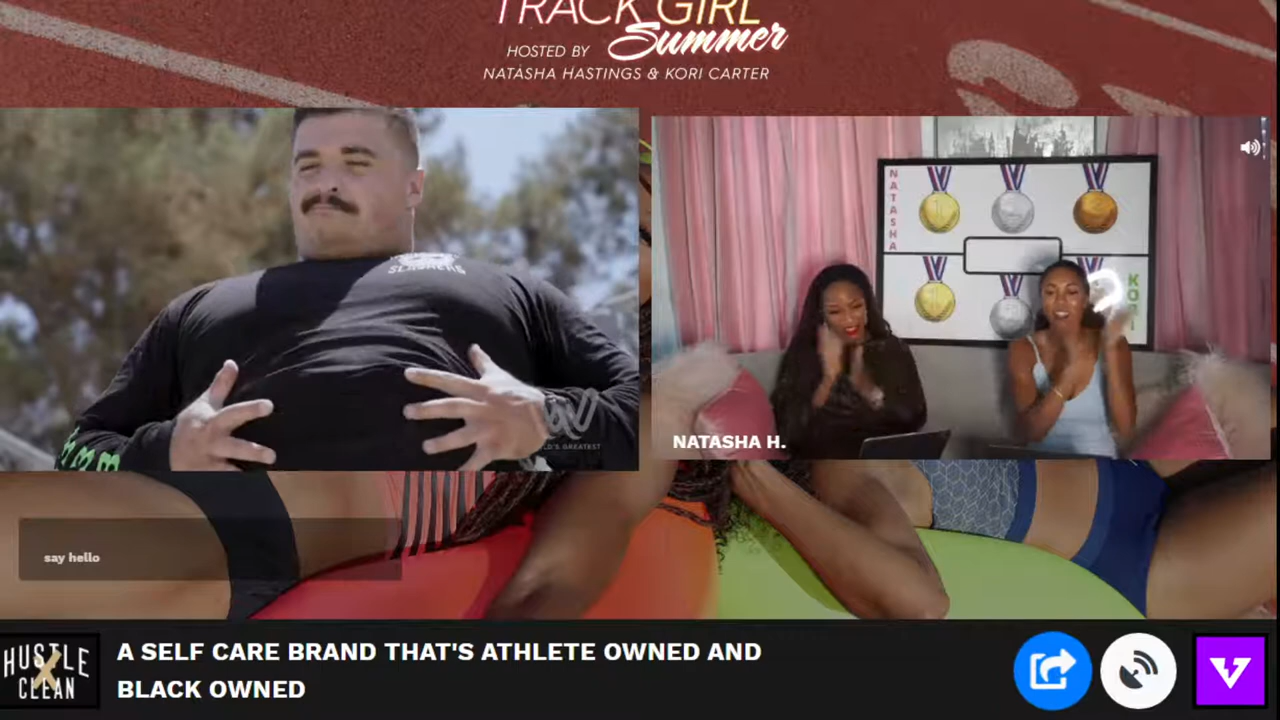 TRACK GIRL
Summer
HOSTED BY
NATASHA HASTINGS & KORI CARTER
SLAMMERS
NATASHA
KORI
NATASHA H.
say hello
HUSTLE
CLEAN
A SELF CARE BRAND THAT'S ATHLETE OWNED AND
BLACK OWNED